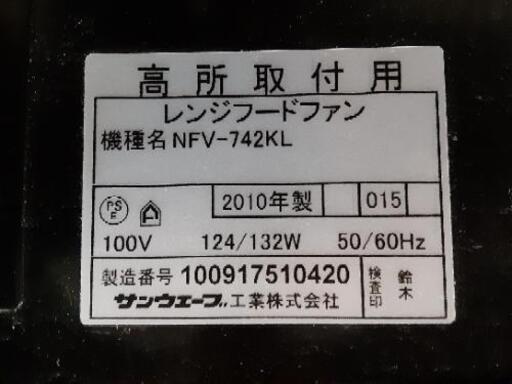 高所取付用
レンジフードファン
機種名 NFV-742KL
PS
E
2010年製 015
100V 124/132W 50/60Hz
製造番号 100917510420
サンウエーブ工業株式会社
検査印
鈴木